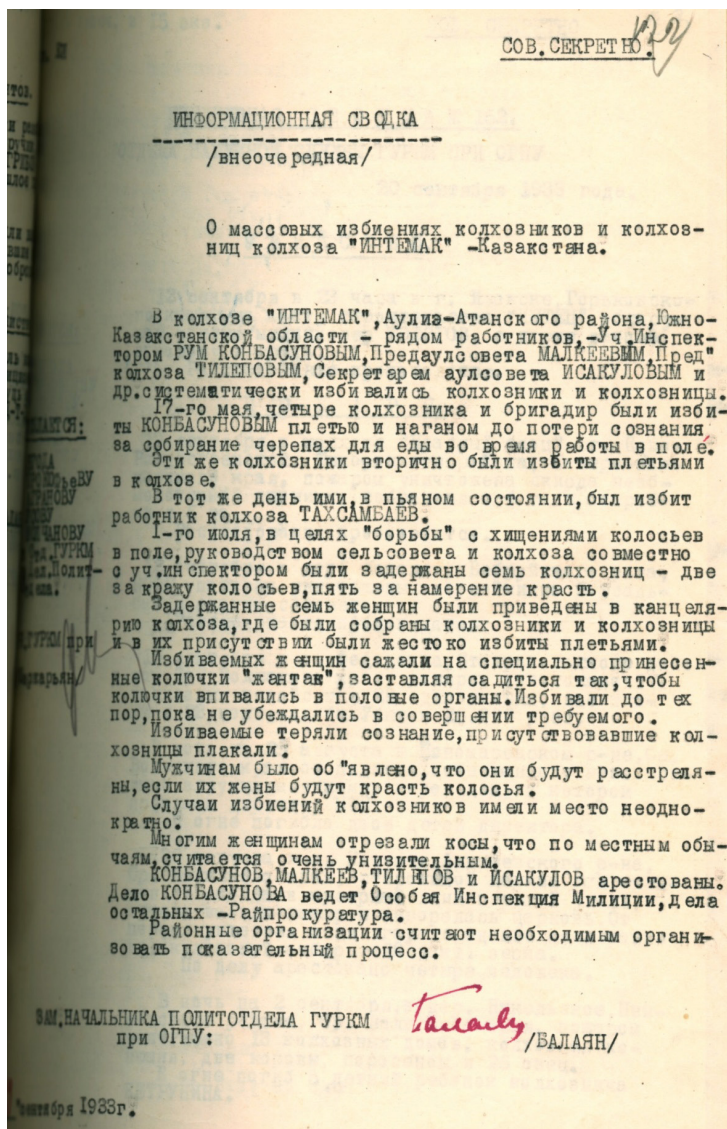 СОВ.СЕКРЕТНО.
ИНФОРМАЦИОННАЯ СВОДКА
/внеочередная/
О массовых избиениях колхозников и колхоз-
ниц колхоза "ИНТЕМАК" -Казакстана.
В колхозе "ИНТЕМАК",Аулиэ-Атанского района,Южно-
Казакстанской области - рядом работников,-Уч.Инспек-
тором РУМ КОНБАСУНОВЫМ,Предаулсовета МАЛКЕЕВЫМ,Пред"
колхоза ТИЛЕПОВЫМ,Секретарем аулсовета ИСАКУЛОВЫМ и
др.систематически избивались колхозники и колхозницы.
17-го мая,четыре колхозника и бригадир были изби-
ты КОНБАСУНОВЫМ плетью и наганом до потери сознания
за собирание черепах для еды во время работы в поле.
Эти же колхозники вторично были избиты плетьями
в колхозе.
В тот же день ими,в пьяном состоянии,был избит
работник колхоза ТАХСАМБАЕВ.
1-го июля,в целях "борьбы" с хищениями колосьев
в поле,руководством сельсовета и колхоза совместно
с уч.инспектором были задержаны семь колхозниц - две
за кражу колосьев,пять за намерение красть.
Задержанные семь женщин были приведены в канцеля-
рию колхоза,где были собраны колхозники и колхозницы
и в их присутствии были жестоко избиты плетьями.
Избиваемых женщин сажали на специально принесен-
ные колючки "жантак",заставляя садиться так,чтобы
колючки впивались в половые органы.Избивали до тех
пор,пока не убеждались в совершении требуемого.
Избиваемые теряли сознание,присутствовавшие кол-
хозницы плакали.
Мужчинам было об"явлено,что они будут расстреля-
ны,если их жены будут красть колосья.
Случаи избиений колхозников имели место неодно-
кратно.
Многим женщинам отрезали косы,что по местным обы-
чаям,считается очень унизительным.
КОНБАСУНОВ,МАЛКЕЕВ,ТИЛЕПОВ и ИСАКУЛОВ арестованы.
Дело КОНБАСУНОВА ведет Особая Инспекция Милиции,дела
остальных -Райпрокуратура.
Районные организации считают необходимым органи-
зовать показательный процесс.
ЗАМ.НАЧАЛЬНИКА ПОЛИТОТДЕЛА ГУРКМ
при ОГПУ:
/БАЛАЯН/
сентября 1933г.